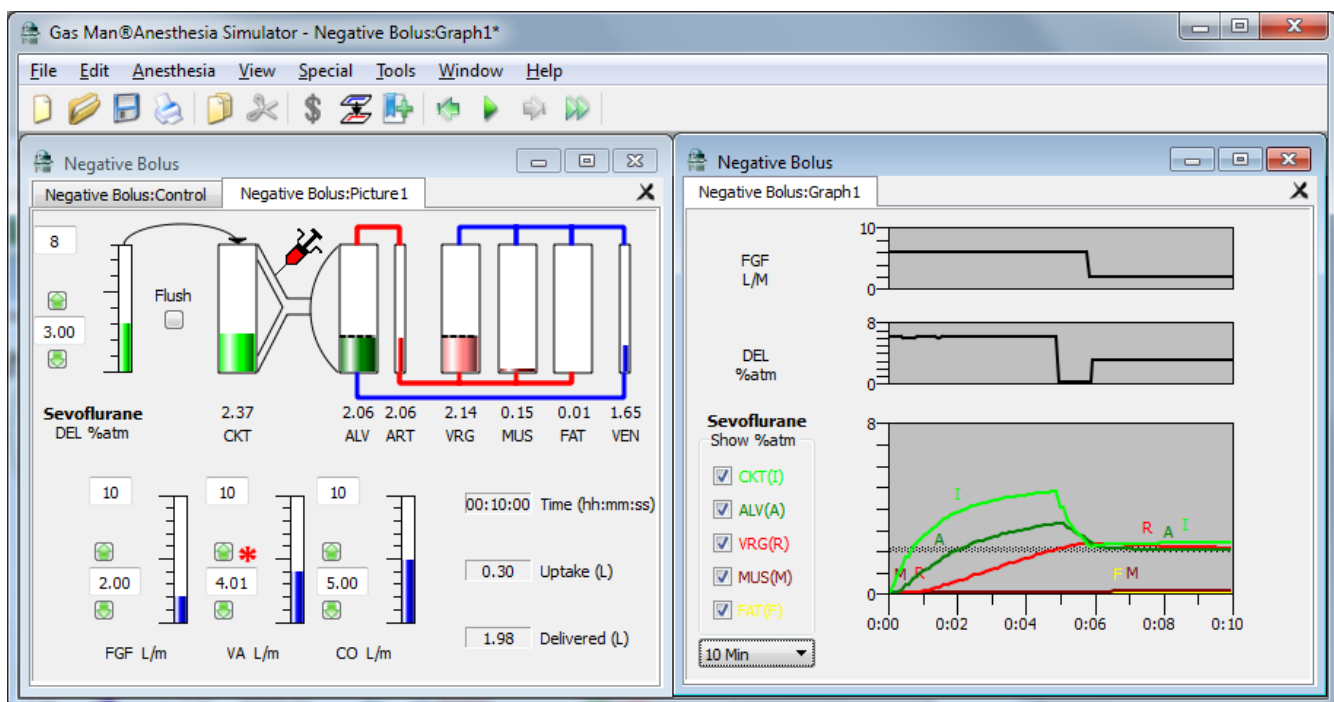 Gas Man®Anesthesia Simulator - Negative Bolus:Graph1*
File Edit Anesthesia View Special Tools Window Help
Negative Bolus
Negative Bolus:Control Negative Bolus:Picture1
8
Flush
3.00
Sevoflurane
DEL %atm
2.37 2.06 2.06 2.14 0.15 0.01 1.65
CKT ALV ART VRG MUS FAT VEN
10 10 10
00:10:00 Time (hh:mm:ss)
*
2.00 4.01 5.00
0.30 Uptake (L)
1.98 Delivered (L)
FGF L/m VA L/m CO L/m
Negative Bolus
Negative Bolus:Graph1
10
FGF
L/M
0
8
DEL
%atm
0
Sevoflurane
Show %atm
CKT(I)
ALV(A)
VRG(R)
MUS(M)
FAT(F)
10 Min
8
I
A
M R
R A I
F M
0
0:00 0:02 0:04 0:06 0:08 0:10